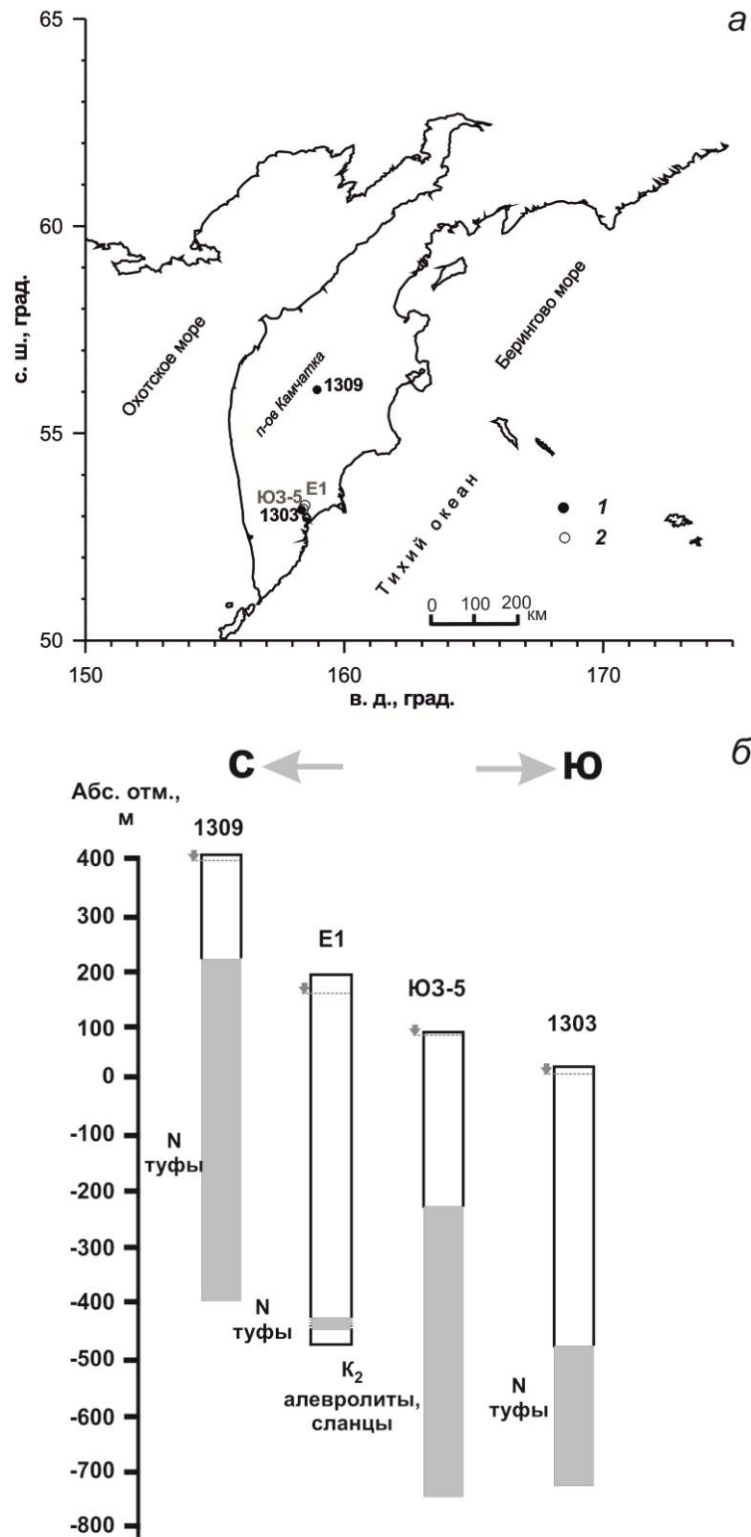 а
65
60
55
50
с. ш., град.
150
160
170
в. д., град.
Охотское море
Берингово море
п-ов Камчатка
Тихий океан
1309
ЮЗ-5
Е1
1303
1
2
0 100 200
км
б
С
Ю
Абс. отм.,
м
1309
Е1
ЮЗ-5
1303
400
300
200
100
0
-100
-200
-300
-400
-500
-600
-700
-800
N
туфы
N
туфы
К2
алевролиты,
сланцы
N
туфы